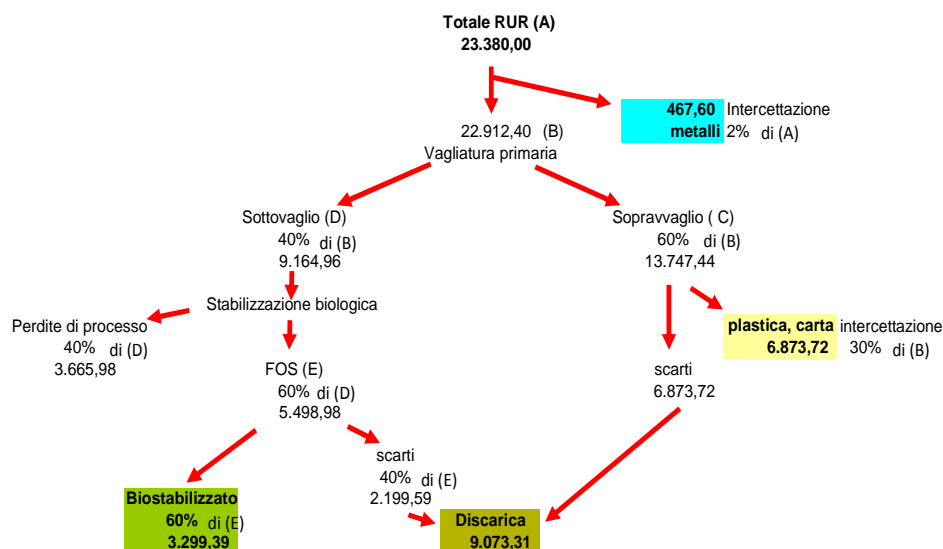 Totale RUR (A)
23.380,00
467,60 Intercettazione
metalli 2% di (A)
22.912,40 (B)
Vagliatura primaria
Sottovaglio (D)
40% di (B)
9.164,96
Sopravvaglio ( C)
60% di (B)
13.747,44
Stabilizzazione biologica
Perdite di processo
40% di (D)
3.665,98
plastica, carta intercettazione
6.873,72 30% di (B)
FOS (E)
60% di (D)
5.498,98
scarti
6.873,72
scarti
40% di (E)
2.199,59
Biostabilizzato
60% di (E)
3.299,39
Discarica
9.073,31